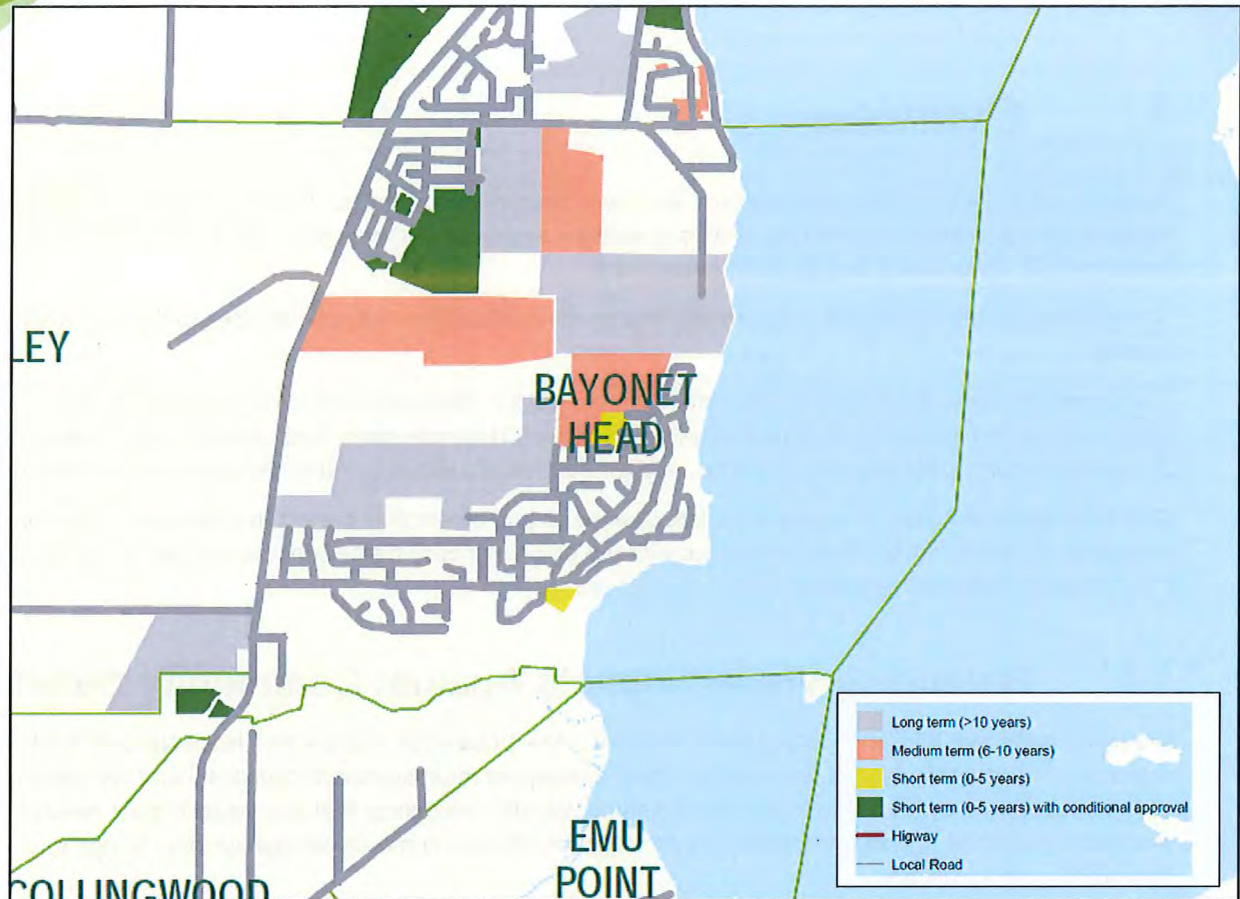 LEY
BAYONET
HEAD
EMU
POINT
COLLINGWOOD
Long term (>10 years)
Medium term (6-10 years)
Short term (0-5 years)
Short term (0-5 years) with conditional approval
Higway
Local Road